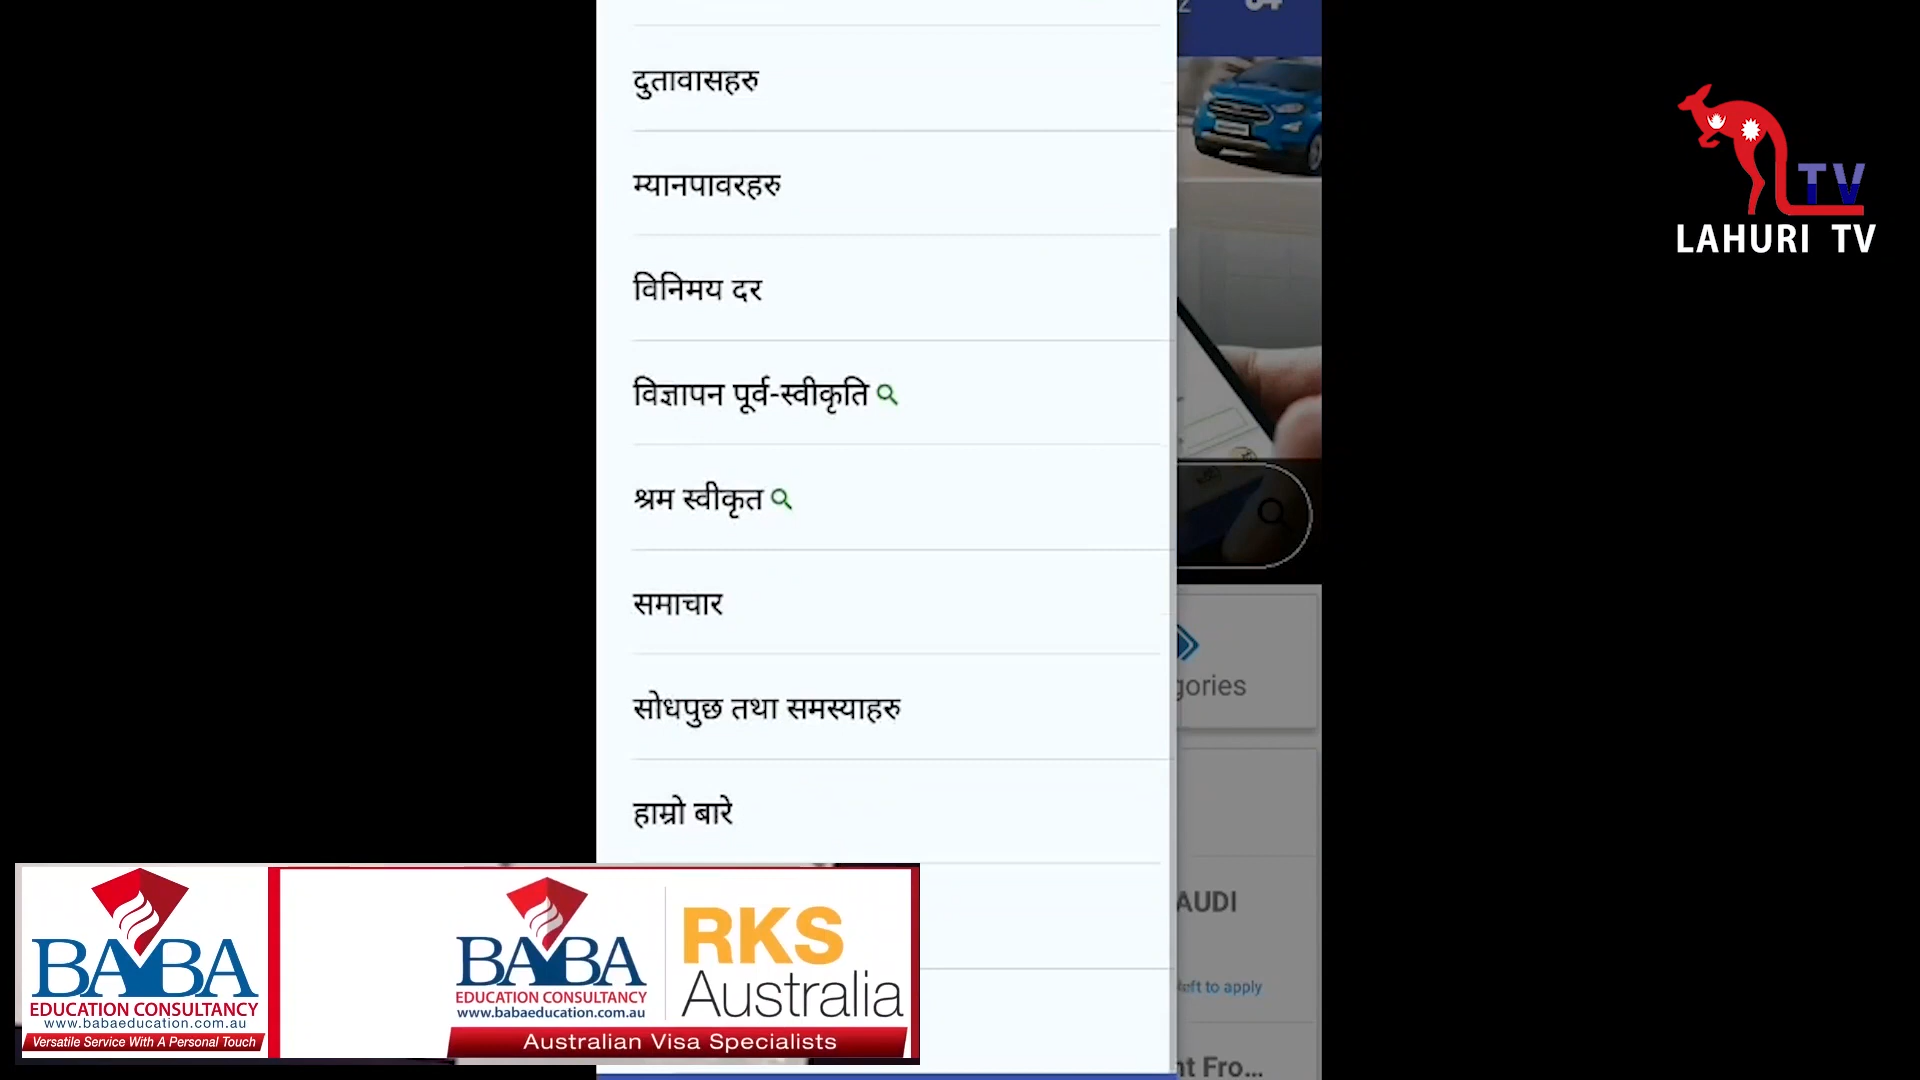 दुतावासहरु
म्यानपावरहरु
विनिमय दर
विज्ञापन पूर्व-स्वीकृति
श्रम स्वीकृत
समाचार
सोधपुछ तथा समस्याहरु
हाम्रो बारे
TV
LAHURI TV
gories
AUDI
left to apply
nt Fro...
BABA
EDUCATION CONSULTANCY
www.babaeducation.com.au
Versatile Service With A Personal Touch
BABA
EDUCATION CONSULTANCY
www.babaeducation.com.au
RKS
Australia
Australian Visa Specialists